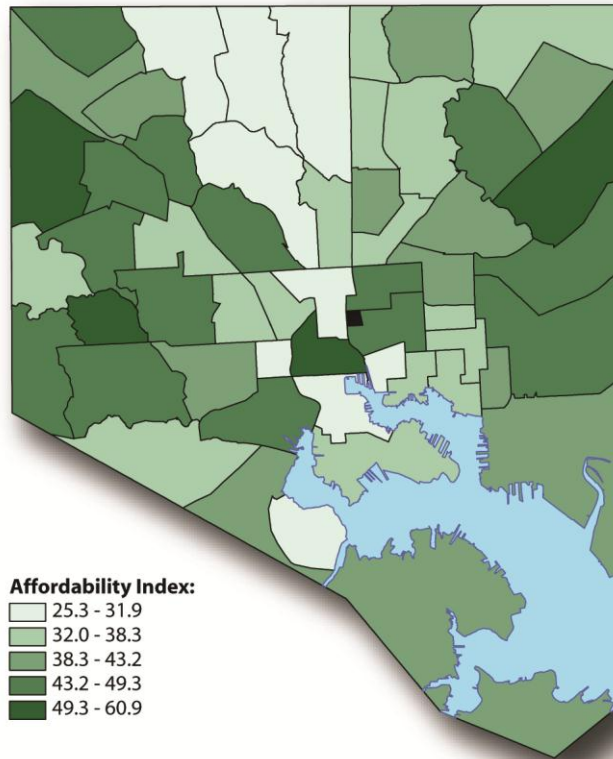 Affordability Index:
25.3 - 31.9
32.0 - 38.3
38.3 - 43.2
43.2 - 49.3
49.3 - 60.9